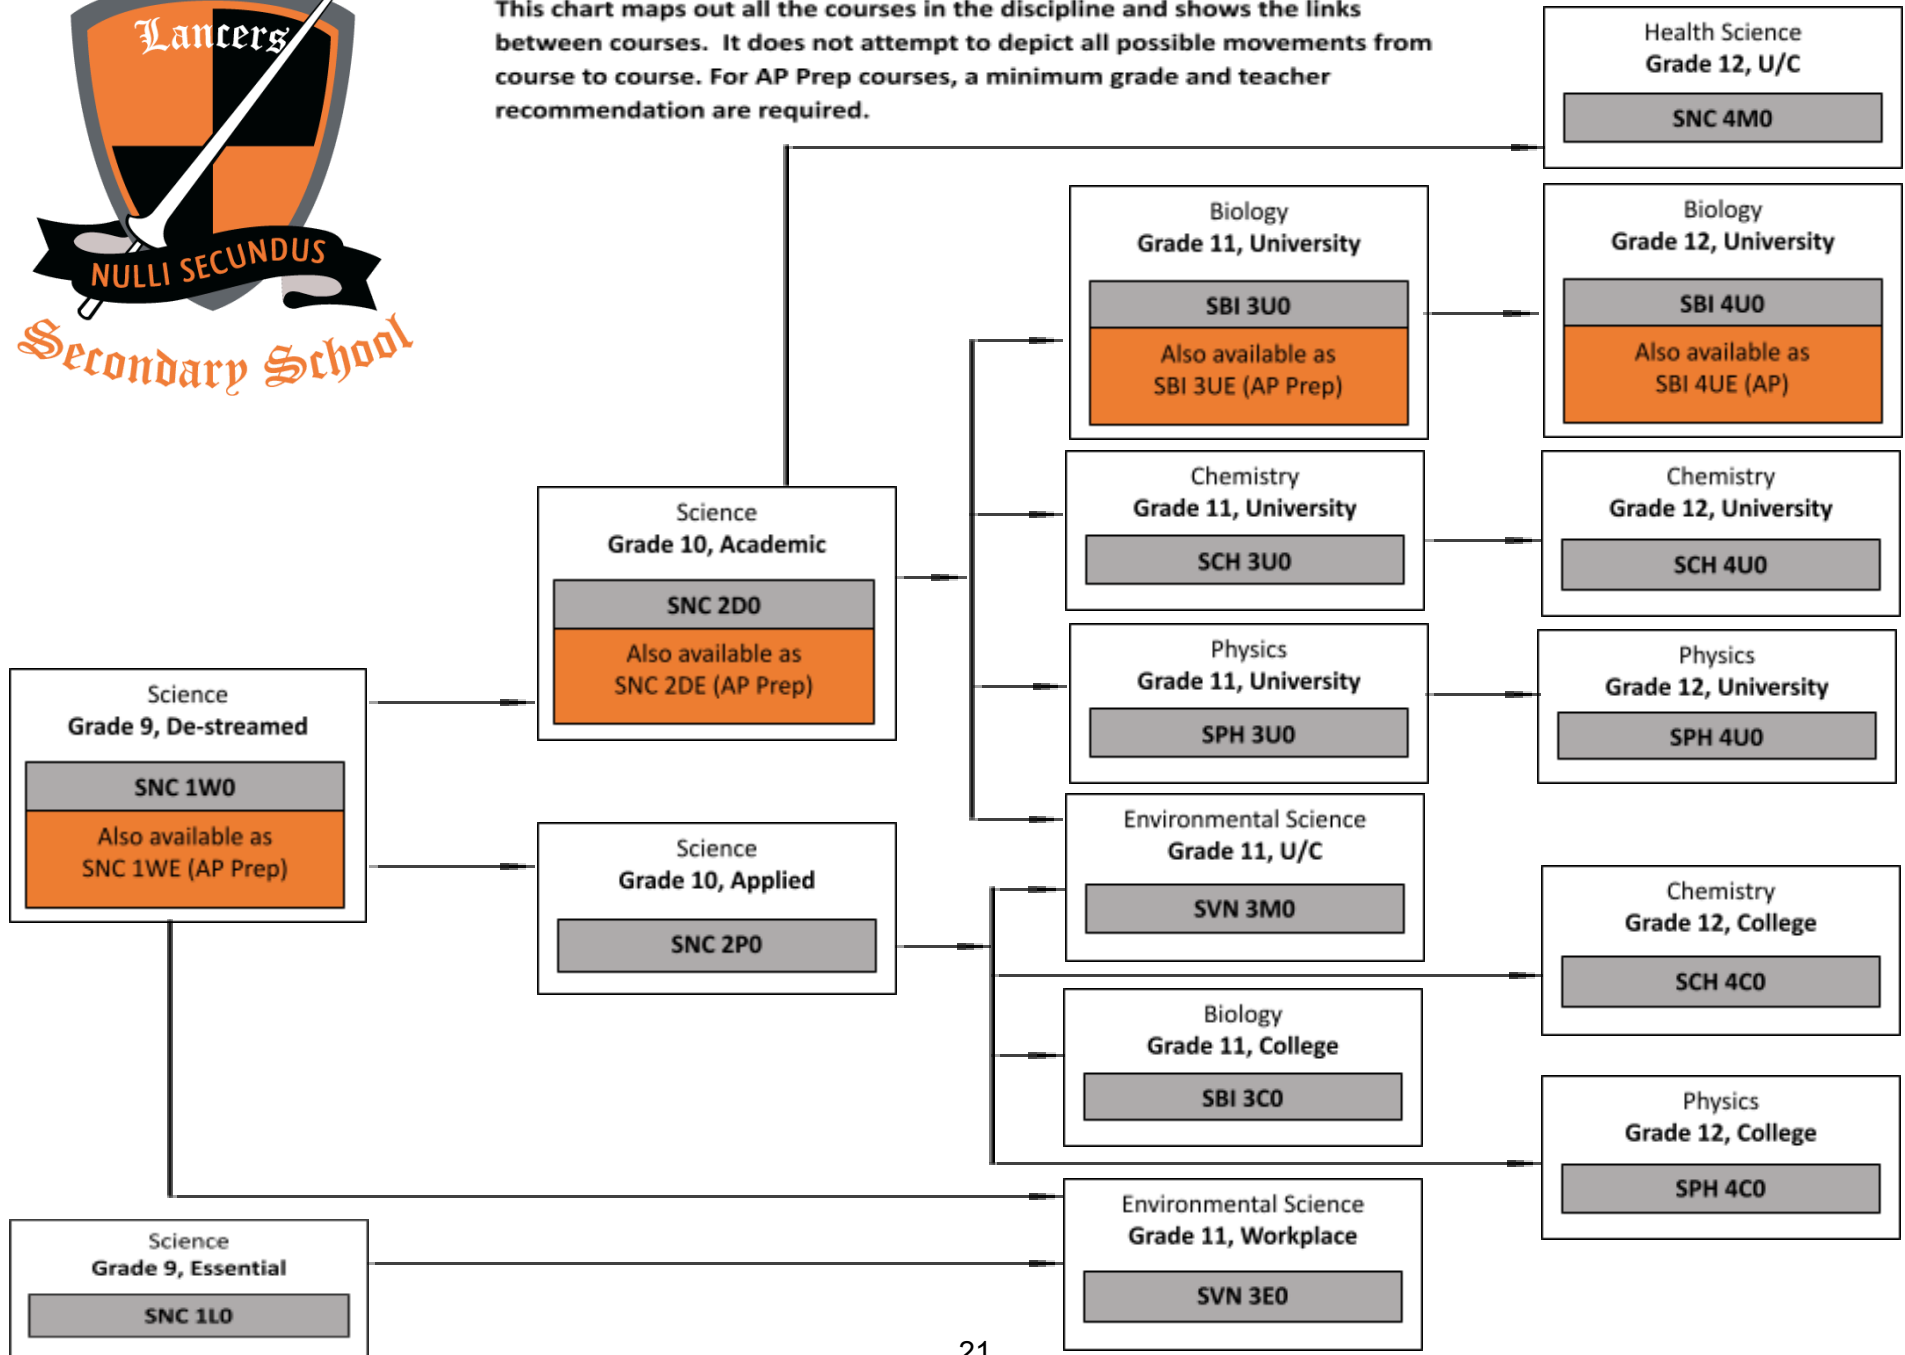 Lancers
NULLI SECUNDUS
Secondary School
This chart maps out all the courses in the discipline and shows the links
between courses. It does not attempt to depict all possible movements from
course to course. For AP Prep courses, a minimum grade and teacher
recommendation are required.
Science
Grade 9, De-streamed
SNC 1W0
Also available as
SNC 1WE (AP Prep)
Science
Grade 9, Essential
SNC 1L0
Science
Grade 10, Academic
SNC 2D0
Also available as
SNC 2DE (AP Prep)
Science
Grade 10, Applied
SNC 2P0
Biology
Grade 11, University
SBI 3U0
Also available as
SBI 3UE (AP Prep)
Chemistry
Grade 11, University
SCH 3U0
Physics
Grade 11, University
SPH 3U0
Environmental Science
Grade 11, U/C
SVN 3M0
Biology
Grade 11, College
SBI 3C0
Environmental Science
Grade 11, Workplace
SVN 3E0
Health Science
Grade 12, U/C
SNC 4M0
Biology
Grade 12, University
SBI 4U0
Also available as
SBI 4UE (AP)
Chemistry
Grade 12, University
SCH 4U0
Physics
Grade 12, University
SPH 4U0
Chemistry
Grade 12, College
SCH 4C0
Physics
Grade 12, College
SPH 4C0
21